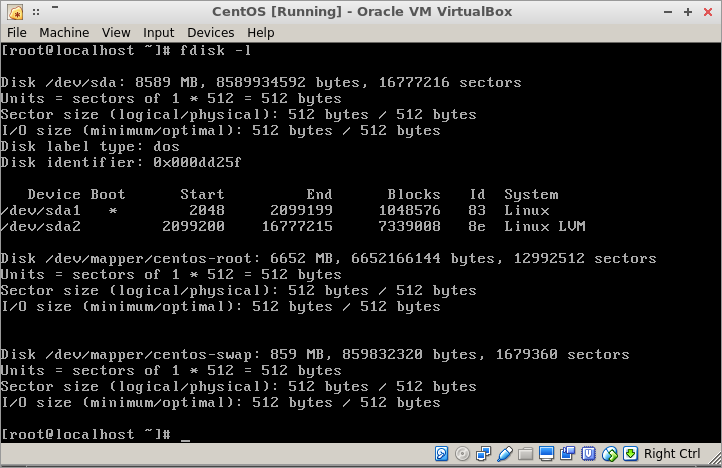 CentOS [Running] - Oracle VM VirtualBox
File Machine View Input Devices Help
[root@localhost ~]# fdisk -l
Disk /dev/sda: 8589 MB, 8589934592 bytes, 16777216 sectors
Units = sectors of 1 * 512 = 512 bytes
Sector size (logical/physical): 512 bytes / 512 bytes
I/O size (minimum/optimal): 512 bytes / 512 bytes
Disk label type: dos
Disk identifier: 0x000dd25f
Device Boot Start End Blocks Id System
/dev/sda1 * 2048 2099199 1048576 83 Linux
/dev/sda2 2099200 16777215 7339008 8e Linux LVM
Disk /dev/mapper/centos-root: 6652 MB, 6652166144 bytes, 12992512 sectors
Units = sectors of 1 * 512 = 512 bytes
Sector size (logical/physical): 512 bytes / 512 bytes
I/O size (minimum/optimal): 512 bytes / 512 bytes
Disk /dev/mapper/centos-swap: 859 MB, 859832320 bytes, 1679360 sectors
Units = sectors of 1 * 512 = 512 bytes
Sector size (logical/physical): 512 bytes / 512 bytes
I/O size (minimum/optimal): 512 bytes / 512 bytes
[root@localhost ~]# _
Right Ctrl